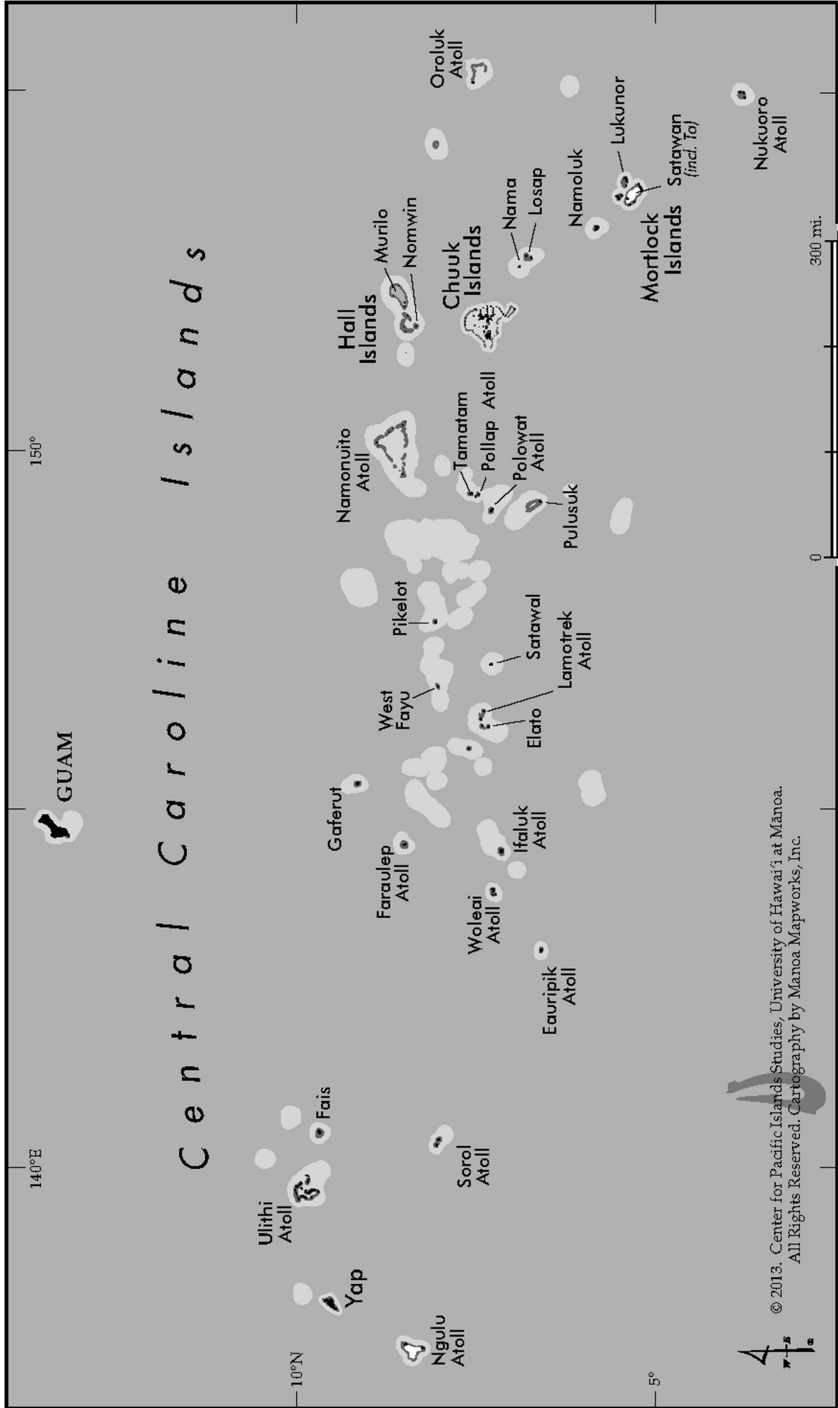 140°E
150°
GUAM
Central Caroline Islands
10°N
5°
Yap
Ulithi
Atoll
Fais
Ngulu
Atoll
Sorol
Atoll
Eauripik
Atoll
Woleai
Atoll
Faraulep
Atoll
Gaferut
Ifaluk
Atoll
West
Fayu
Pikelot
Elato
Lamotrek
Atoll
Satawal
Namonuito
Atoll
Tamatam
Pollap Atoll
Polowat
Atoll
Pulusuk
Hall
Islands
Murilo
Nomwin
Chuuk
Islands
Nama
Losap
Oroluk
Atoll
Namoluk
Mortlock
Islands
Lukunor
Satawan
(incl. Ta)
Nukuoro
Atoll
0
300 mi.
© 2013. Center for Pacific Islands Studies, University of Hawai'i at Mānoa.
All Rights Reserved. Cartography by Manoa Mapworks, Inc.
W
E
S